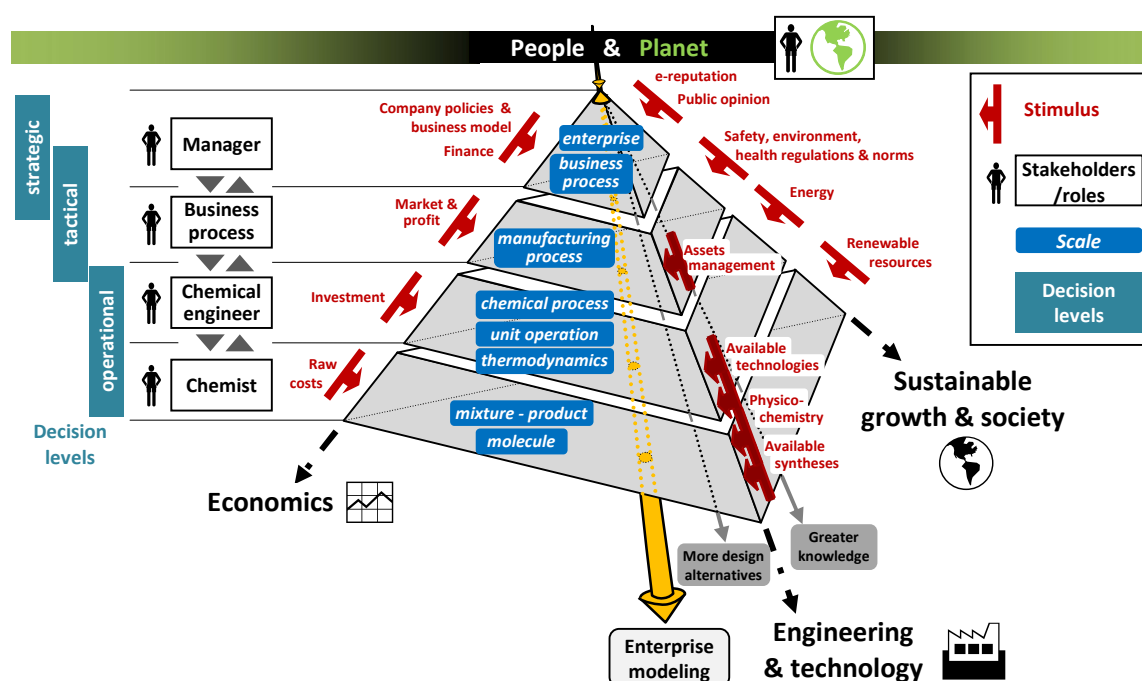 People & Planet
strategic
tactical
operational
Decision
levels
Manager
Business
process
Chemical
engineer
Chemist
Company policies &
business model
Finance
Market &
profit
Investment
Raw
costs
e-reputation
Public opinion
Safety, environment,
health regulations & norms
Energy
Renewable
resources
enterprise
business
process
manufacturing
process
chemical process
unit operation
thermodynamics
mixture - product
molecule
Assets
management
Available
technologies
Physico-
chemistry
Available
syntheses
Stimulus
Stakeholders
/roles
Scale
Decision
levels
Economics
Sustainable
growth & society
Greater
knowledge
More design
alternatives
Enterprise
modeling
Engineering
& technology